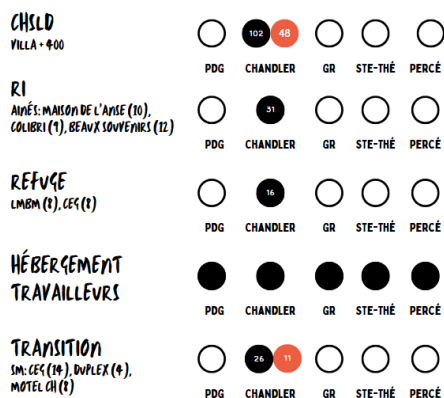 CHSLD
VILLA + 400
102 48
PDG CHANDLER GR STE-THÉ PERCÉ
RI
AINÉS: MAISON DE L'ANSE (10),
COLIBRI (9), BEAUX SOUVENIRS (12)
31
PDG CHANDLER GR STE-THÉ PERCÉ
REFUGE
LMBM (8), CEG (8)
16
PDG CHANDLER GR STE-THÉ PERCÉ
HÉBERGEMENT
TRAVAILLEURS
PDG CHANDLER GR STE-THÉ PERCÉ
TRANSITION
SM: CEG (14), DUPLEX (4),
MOTEL CH (8)
26 11
PDG CHANDLER GR STE-THÉ PERCÉ